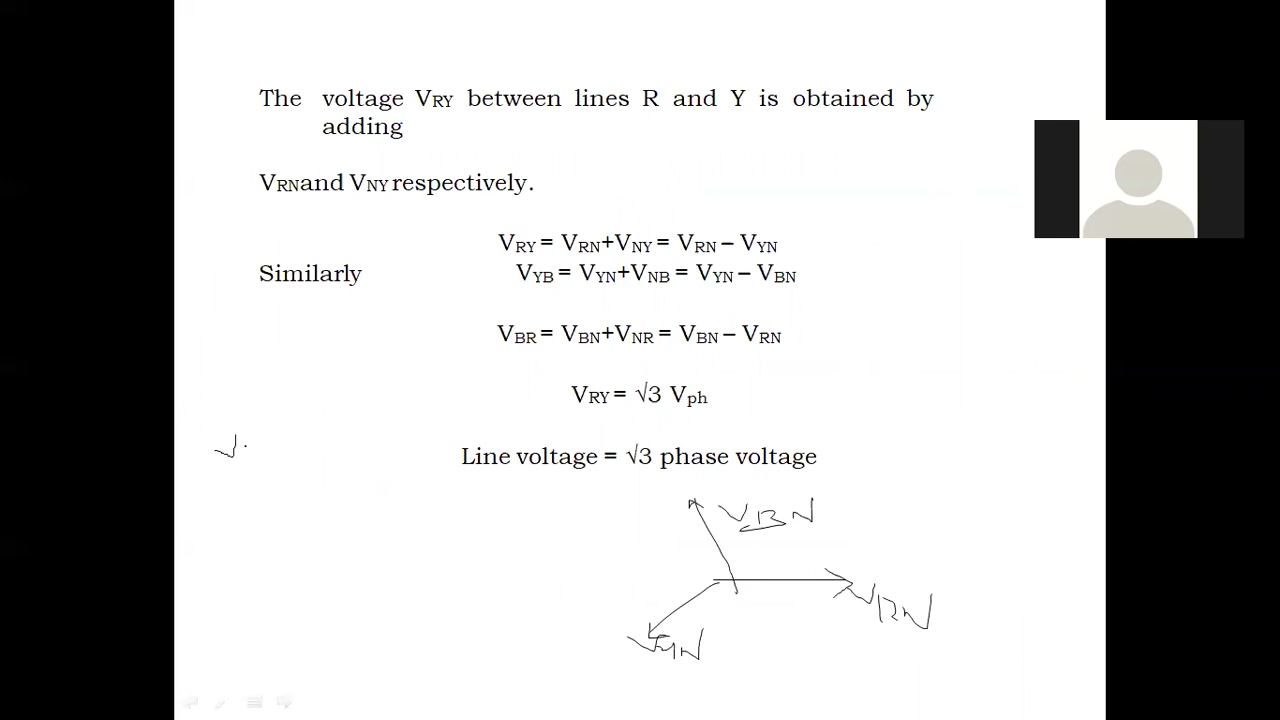 The voltage VRY between lines R and Y is obtained by
adding
VRNand VNY respectively.
VRY = VRN+VNY = VRN – VYN
Similarly VYB = VYN+VNB = VYN – VBN
VBR = VBN+VNR = VBN – VRN
VRY = √3 Vph
Line voltage = √3 phase voltage
VBN
VRN
VYN